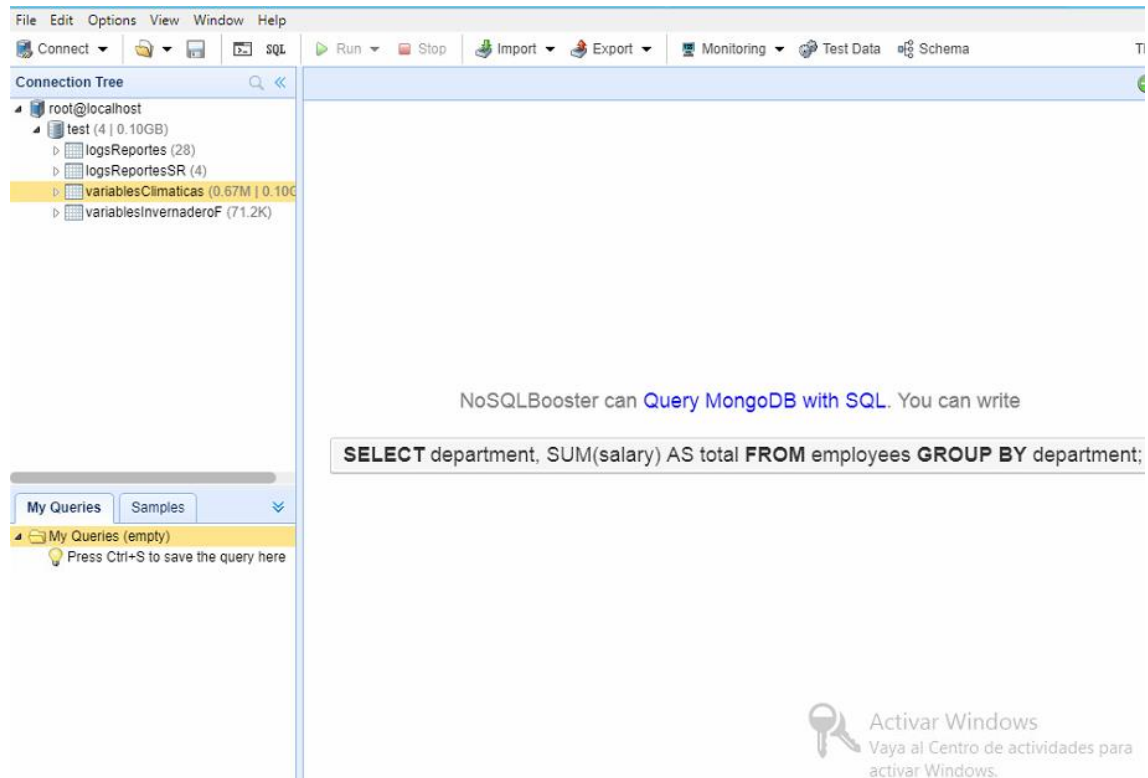 File Edit Options View Window Help
Connect SQL Run Stop Import Export Monitoring Test Data Schema
Connection Tree
root@localhost
test (4 | 0.10GB)
logsReportes (28)
logsReportesSR (4)
variablesClimaticas (0.67M | 0.10G
variablesInvernaderoF (71.2K)
NoSQLBooster can Query MongoDB with SQL. You can write
SELECT department, SUM(salary) AS total FROM employees GROUP BY department;
My Queries Samples
My Queries (empty)
Press Ctrl+S to save the query here
Activar Windows
Vaya al Centro de actividades para
activar Windows.